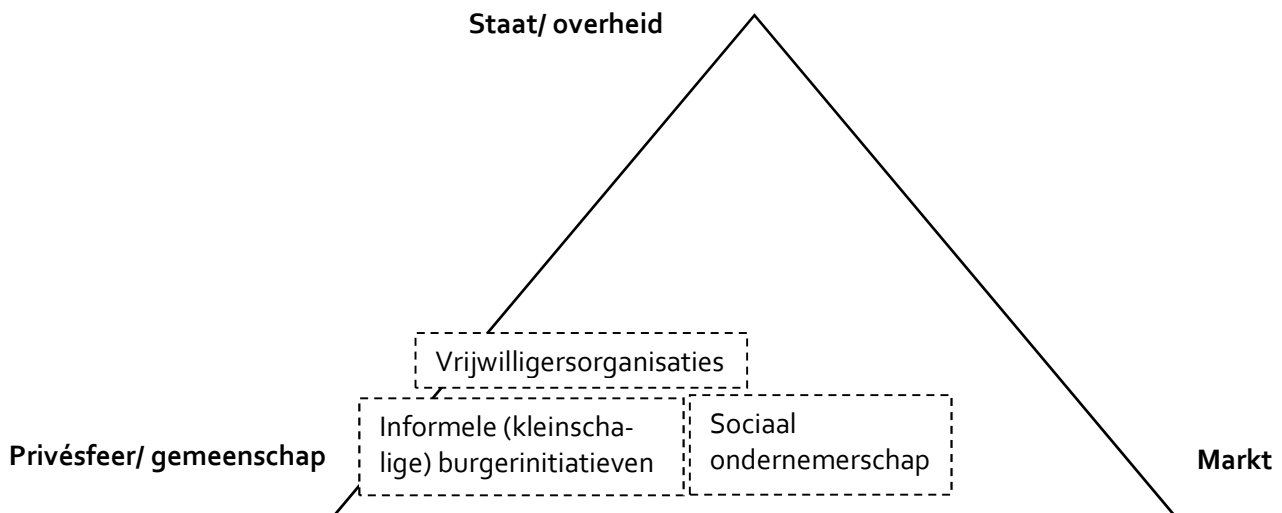 Staat/ overheid
Vrijwilligersorganisaties
Informele (kleinscha-
lige) burgerinitiatieven
Sociaal
ondernemerschap
Privésfeer/ gemeenschap
Markt